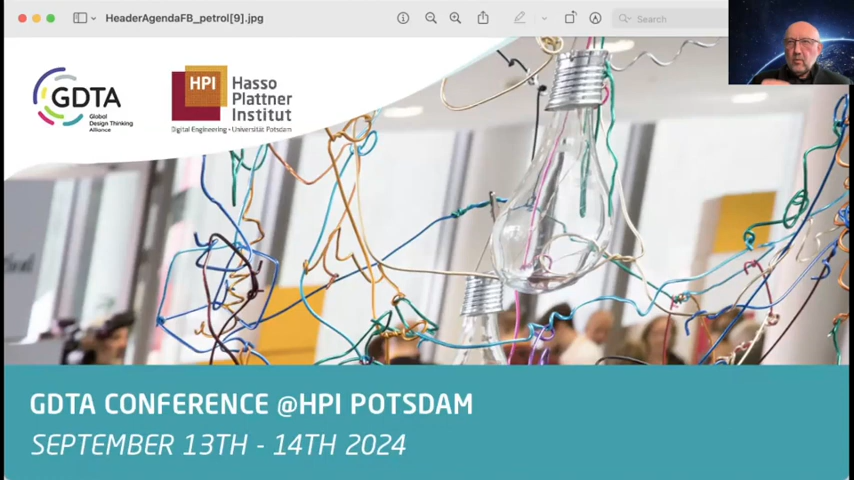 HeaderAgendaFB_petrol[9].jpg
Search
GDTA
Global
Design Thinking
Alliance
HPI
Hasso
Plattner
Institut
Digital Engineering • Universität Potsdam
GDTA CONFERENCE @HPI POTSDAM
SEPTEMBER 13TH - 14TH 2024